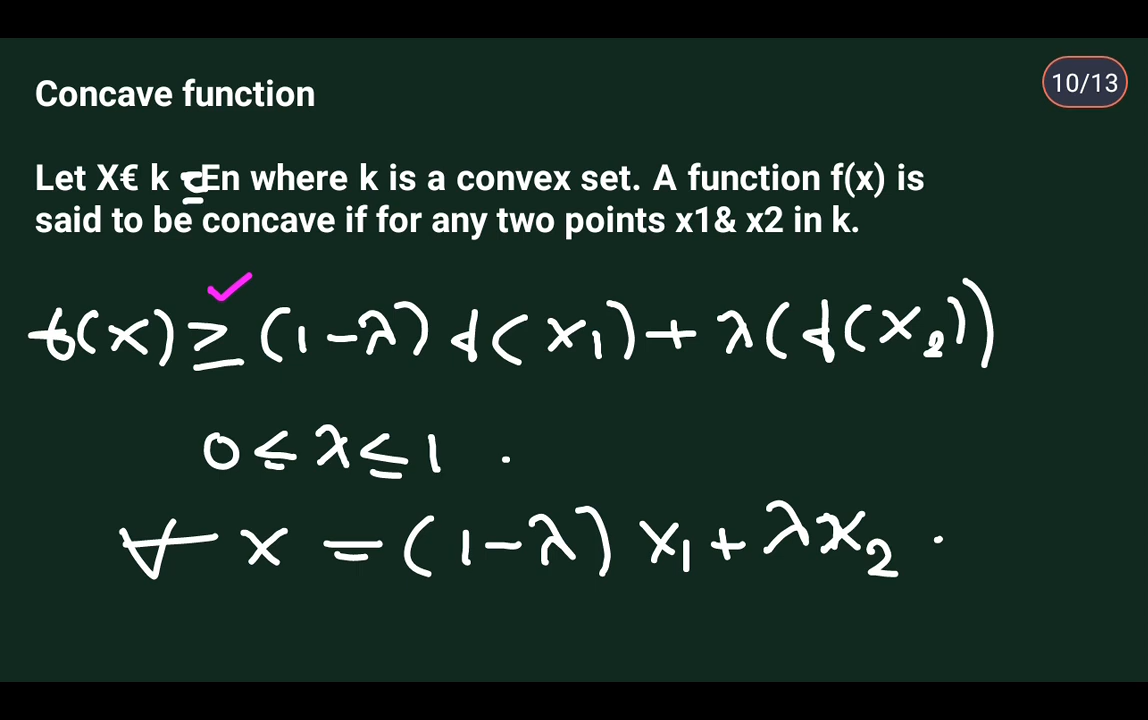 Concave function
10/13
Let X€ k ⊆En where k is a convex set. A function f(x) is
said to be concave if for any two points x1& x2 in k.
f(x) ≥ (1-λ) f(x₁) + λ(f(x₂))
0 ≤ λ ≤ 1 .
∀ x = (1-λ) x₁ + λx₂ .